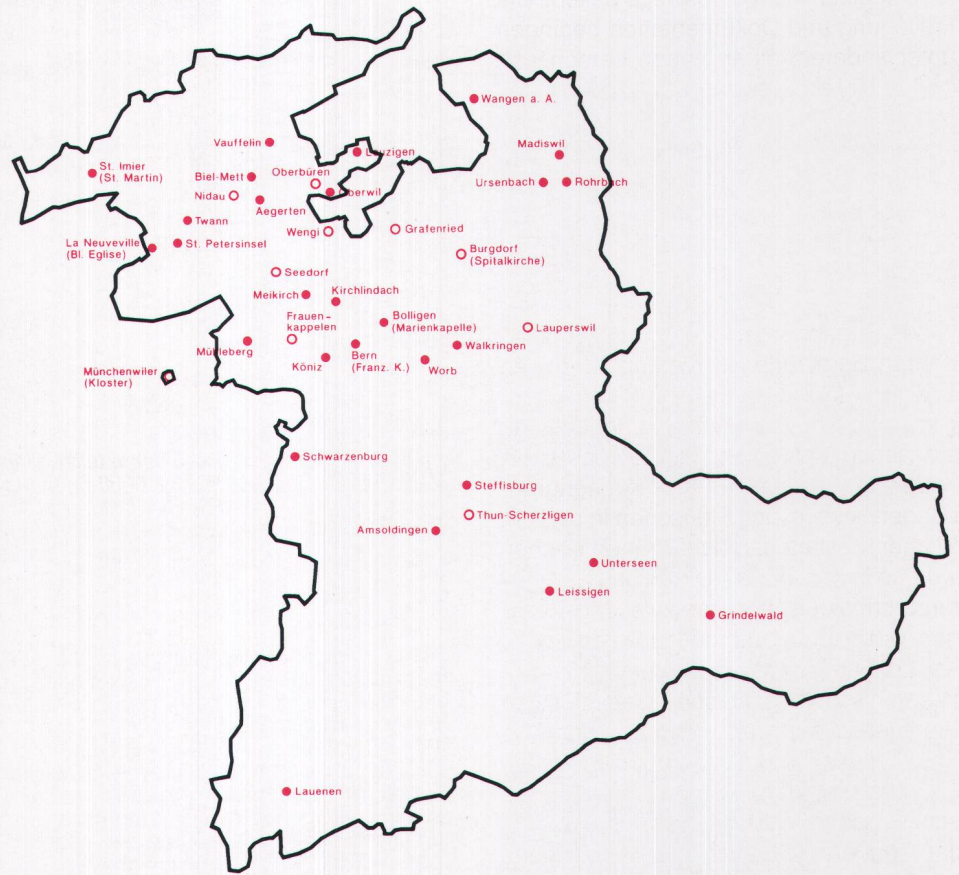 Wangen a. A.
Vauffelin
Leuzigen
Madiswil
St. Imier
(St. Martin)
Biel-Mett
Oberbüren
Ursenbach
Rohrbach
Nidau
Oberwil
Aegerten
Twann
Wengi
Grafenried
La Neuveville
(Bl. Eglise)
St. Petersinsel
Burgdorf
(Spitalkirche)
Seedorf
Meikirch
Kirchlindach
Frauen-
kappelen
Bolligen
(Marienkapelle)
Lauperswil
Mühleberg
Köniz
Bern
(Franz. K.)
Walkringen
Worb
Münchenwiler
(Kloster)
Schwarzenburg
Steffisburg
Thun-Scherzligen
Amsoldingen
Unterseen
Leissigen
Grindelwald
Lauenen